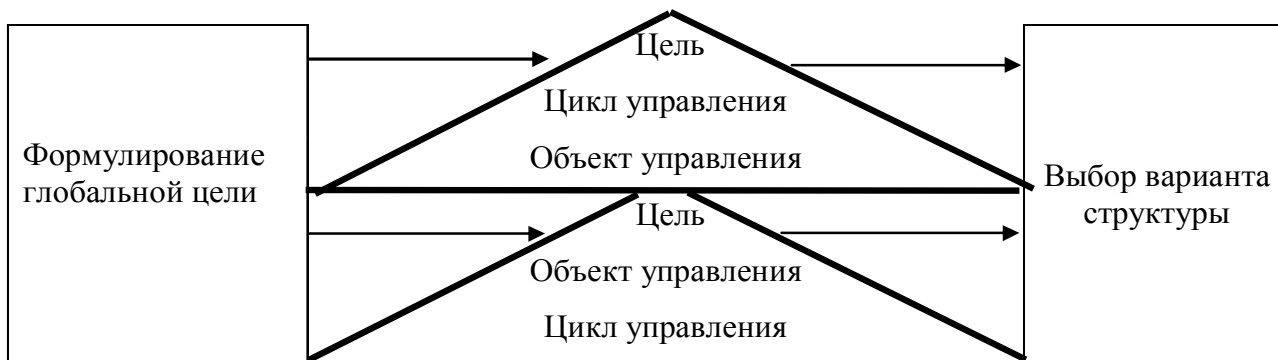 Формулирование
глобальной цели
Цель
Цикл управления
Объект управления
Цель
Объект управления
Цикл управления
Выбор варианта
структуры